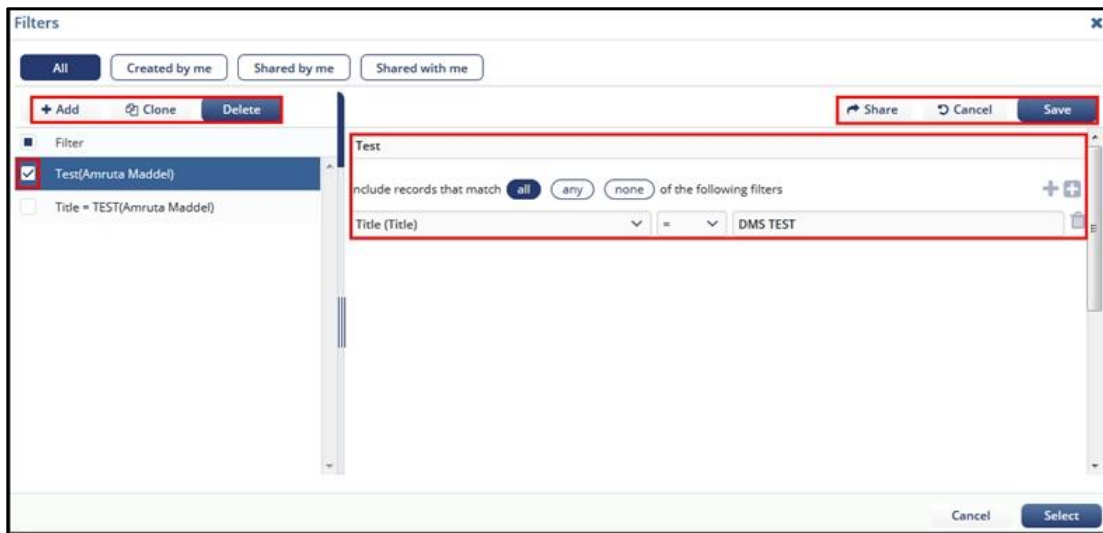 Filters
All Created by me Shared by me Shared with me
Add Clone Delete
Share Cancel Save
Filter
Test(Amruta Maddel)
Title = TEST(Amruta Maddel)
Test
nclude records that match all any none of the following filters
Title (Title) = DMS TEST
Cancel Select